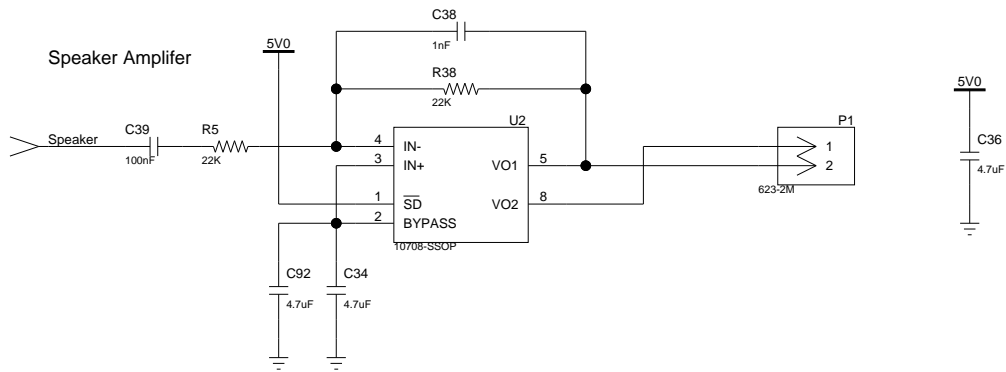 Speaker Amplifer
5V0
C38
1nF
R38
22K
5V0
Speaker
C39
100nF
R5
22K
U2
4 IN-
3 IN+
1 SD
2 BYPASS
VO1 5
VO2 8
10708-SSOP
P1
1
2
623-2M
C36
4.7uF
C92
4.7uF
C34
4.7uF